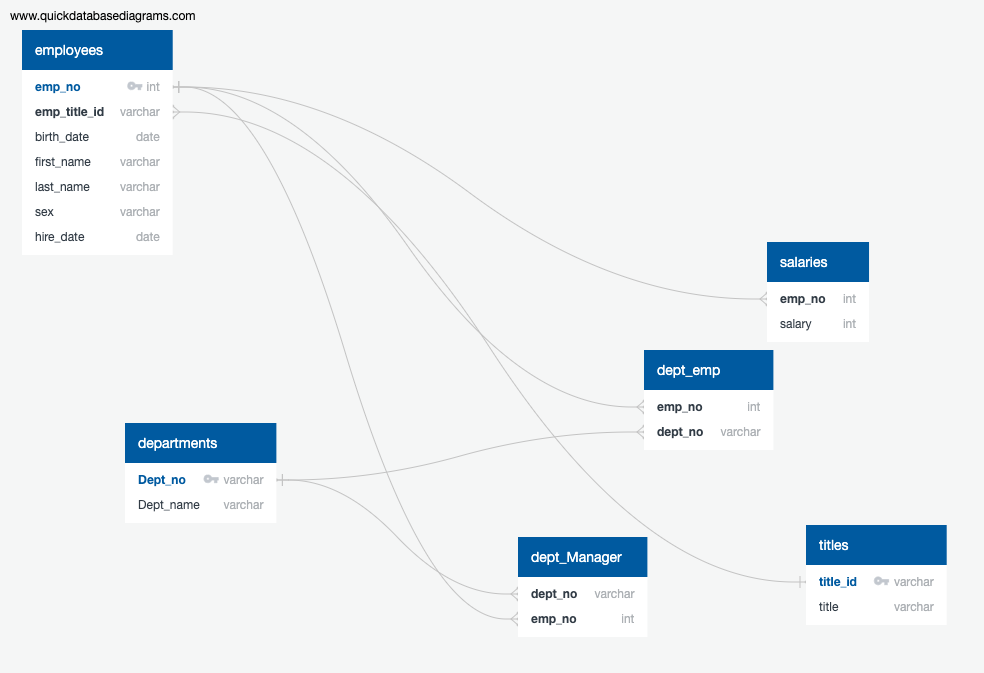 www.quickdatabasediagrams.com
employees
emp_no int
emp_title_id varchar
birth_date date
first_name varchar
last_name varchar
sex varchar
hire_date date
salaries
emp_no int
salary int
dept_emp
emp_no int
dept_no varchar
departments
Dept_no varchar
Dept_name varchar
dept_Manager
dept_no varchar
emp_no int
titles
title_id varchar
title varchar